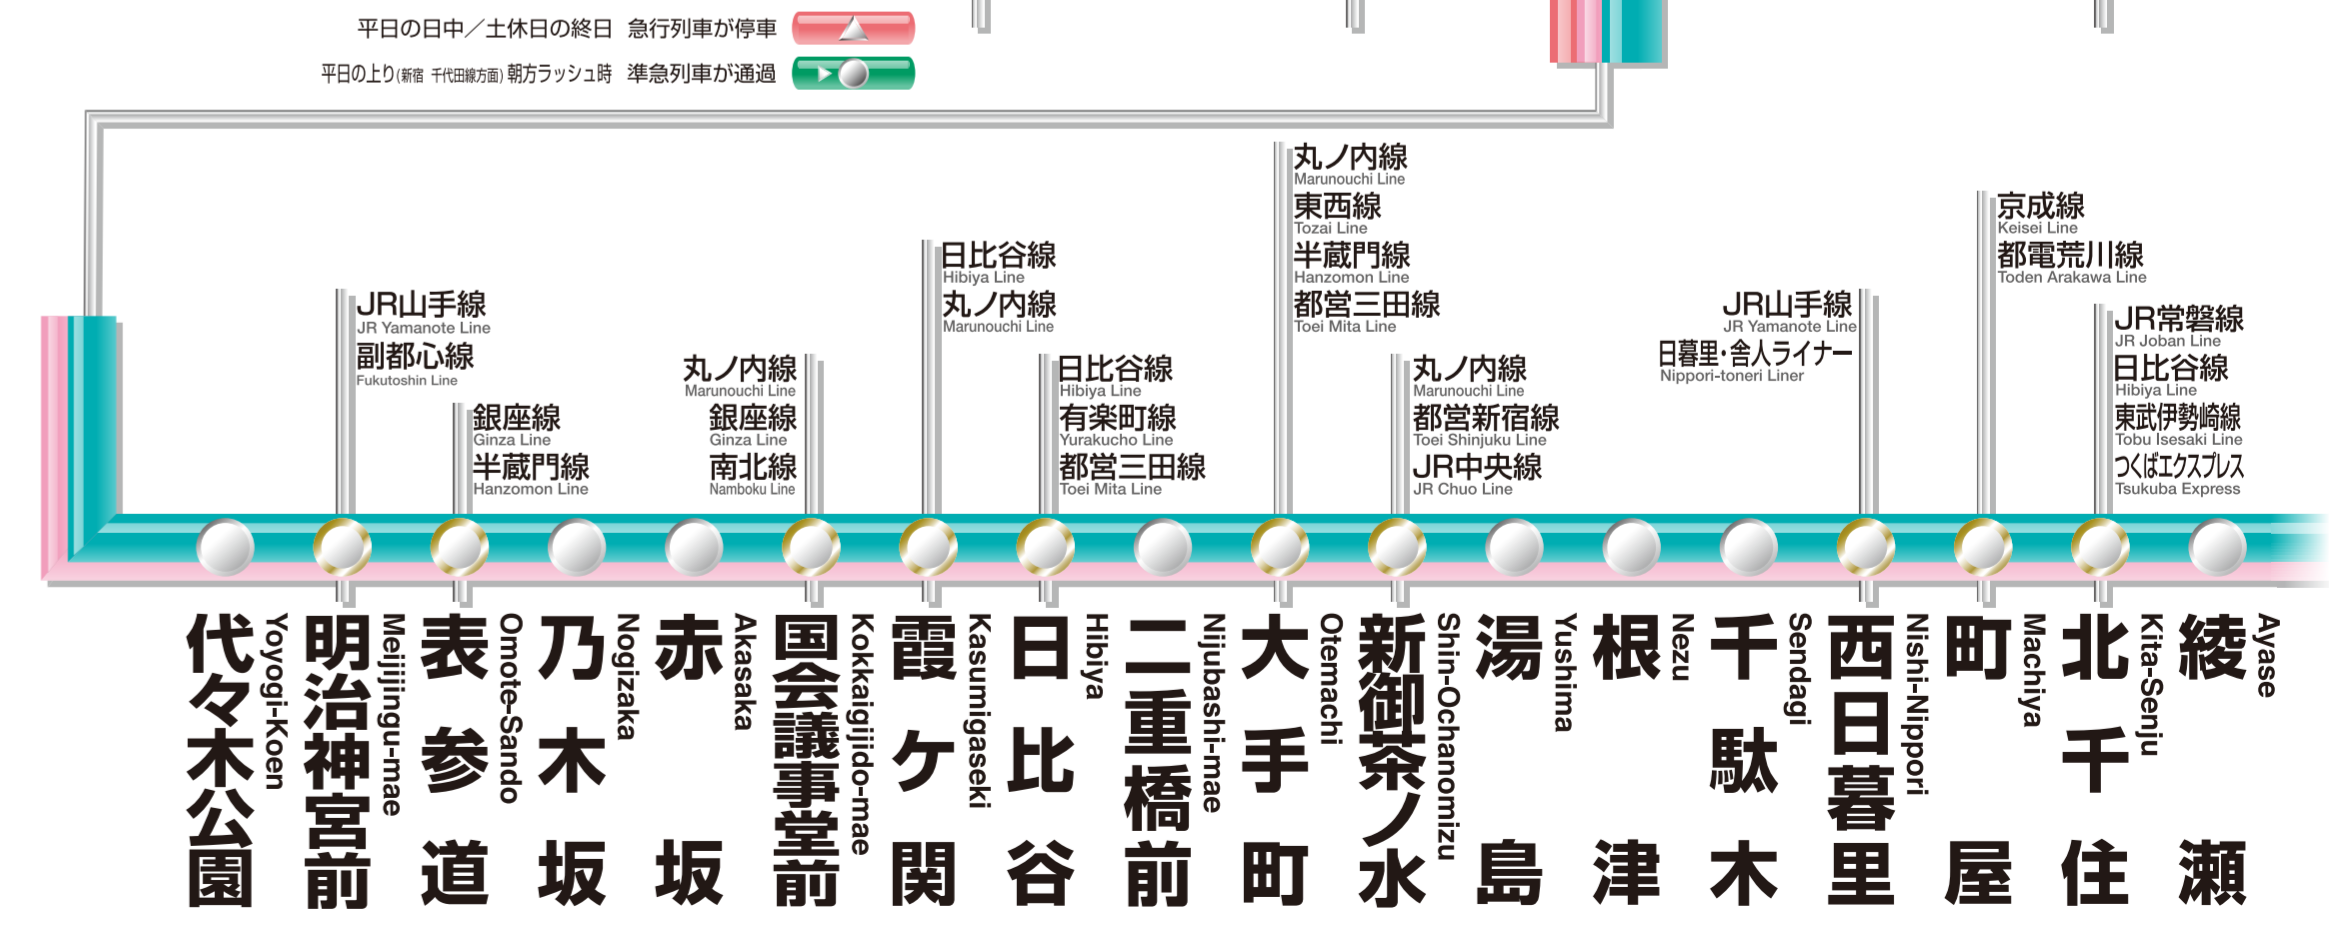 平日の日中／土休日の終日 急行列車が停車
平日の上り(新宿 千代田線方面)朝方ラッシュ時 準急列車が通過
JR山手線
JR Yamanote Line
副都心線
Fukutoshin Line
銀座線
Ginza Line
半蔵門線
Hanzomon Line
丸ノ内線
Marunouchi Line
銀座線
Ginza Line
南北線
Namboku Line
日比谷線
Hibiya Line
丸ノ内線
Marunouchi Line
日比谷線
Hibiya Line
有楽町線
Yurakucho Line
都営三田線
Toei Mita Line
丸ノ内線
Marunouchi Line
東西線
Tozai Line
半蔵門線
Hanzomon Line
都営三田線
Toei Mita Line
丸ノ内線
Marunouchi Line
都営新宿線
Toei Shinjuku Line
JR中央線
JR Chuo Line
JR山手線
JR Yamanote Line
日暮里・舎人ライナー
Nippori-toneri Liner
京成線
Keisei Line
都電荒川線
Toden Arakawa Line
JR常磐線
JR Joban Line
日比谷線
Hibiya Line
東武伊勢崎線
Tobu Isesaki Line
つくばエクスプレス
Tsukuba Express
代々木公園
Yoyogi-Koen
明治神宮前
Meijijingu-mae
表参道
Omote-Sando
乃木坂
Nogizaka
赤坂
Akasaka
国会議事堂前
Kokkaigijido-mae
霞ケ関
Kasumigaseki
日比谷
Hibiya
二重橋前
Nijubashi-mae
大手町
Otemachi
新御茶ノ水
Shin-Ochanomizu
湯島
Yushima
根津
Nezu
千駄木
Sendagi
西日暮里
Nishi-Nippori
町屋
Machiya
北千住
Kita-Senju
綾瀬
Ayase